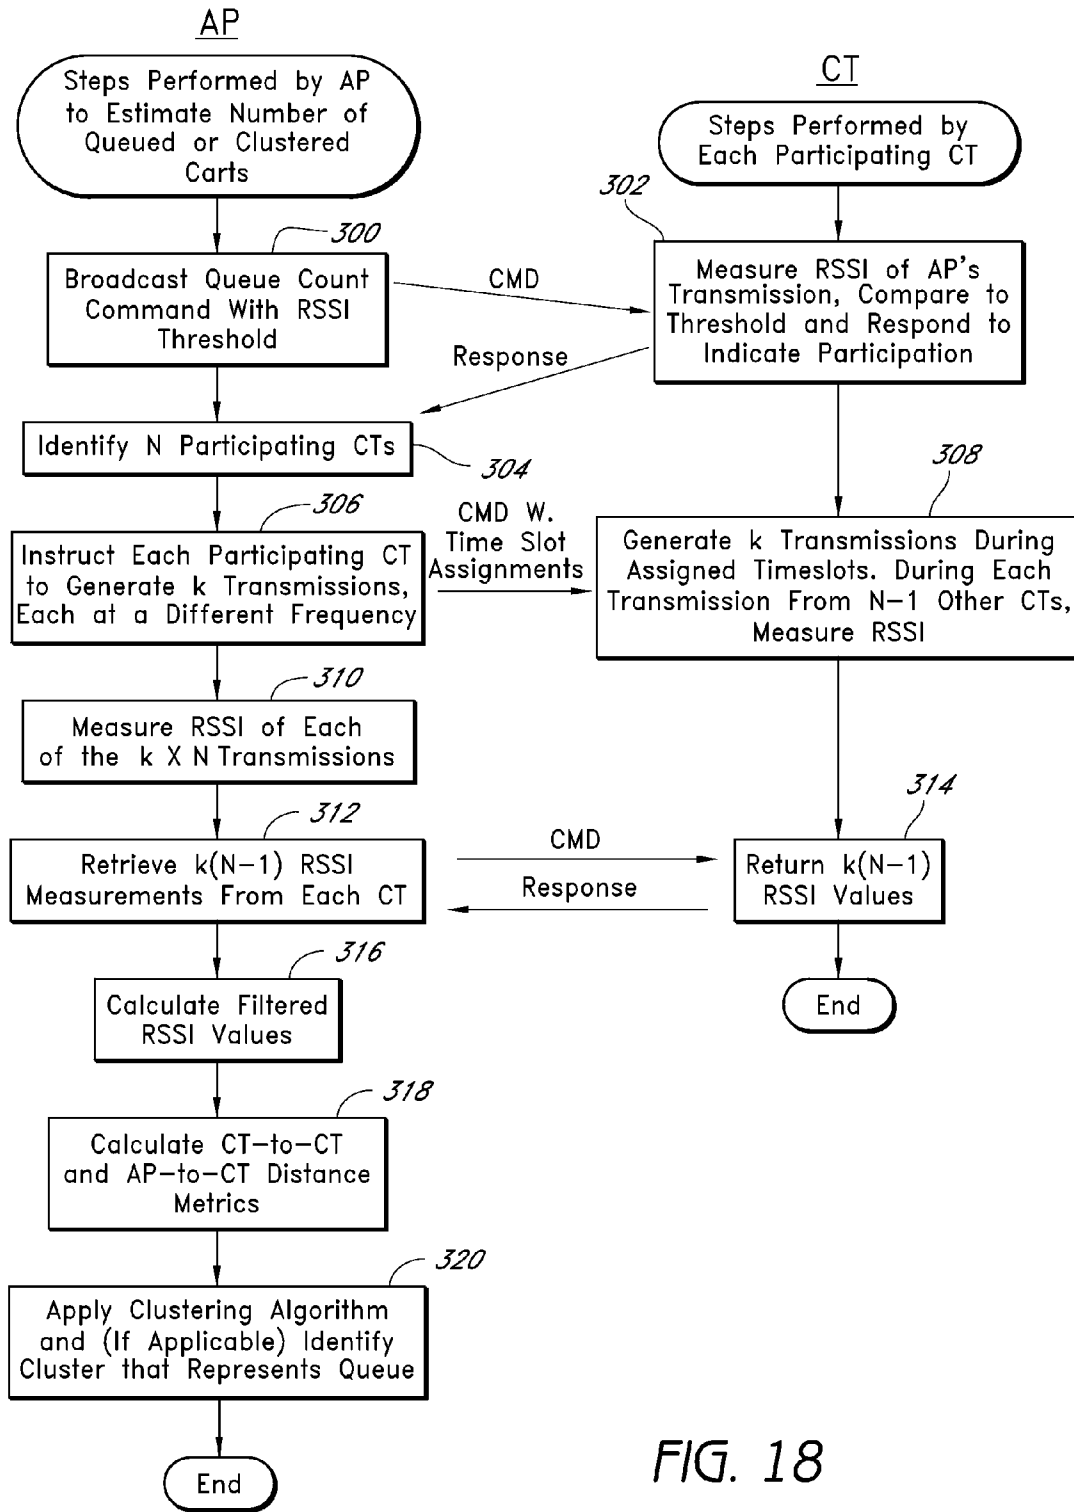 AP
Steps Performed by AP
to Estimate Number of
Queued or Clustered
Carts
CT
Steps Performed by
Each Participating CT
300
Broadcast Queue Count
Command With RSSI
Threshold
CMD
302
Measure RSSI of AP's
Transmission, Compare to
Threshold and Respond to
Indicate Participation
Response
Identify N Participating CTs
304
306
Instruct Each Participating CT
to Generate k Transmissions,
Each at a Different Frequency
CMD W.
Time Slot
Assignments
308
Generate k Transmissions During
Assigned Timeslots. During Each
Transmission From N-1 Other CTs,
Measure RSSI
310
Measure RSSI of Each
of the k X N Transmissions
312
Retrieve k(N-1) RSSI
Measurements From Each CT
CMD
Response
314
Return k(N-1)
RSSI Values
End
316
Calculate Filtered
RSSI Values
318
Calculate CT-to-CT
and AP-to-CT Distance
Metrics
320
Apply Clustering Algorithm
and (If Applicable) Identify
Cluster that Represents Queue
End
FIG. 18